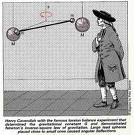 Henry Cavendish with the famous torsion balance experiment that
determined the gravitational constant G and demonstrated
Newton's inverse-square law of gravitation. Large lead spheres
placed close to small ones caused angular deflections